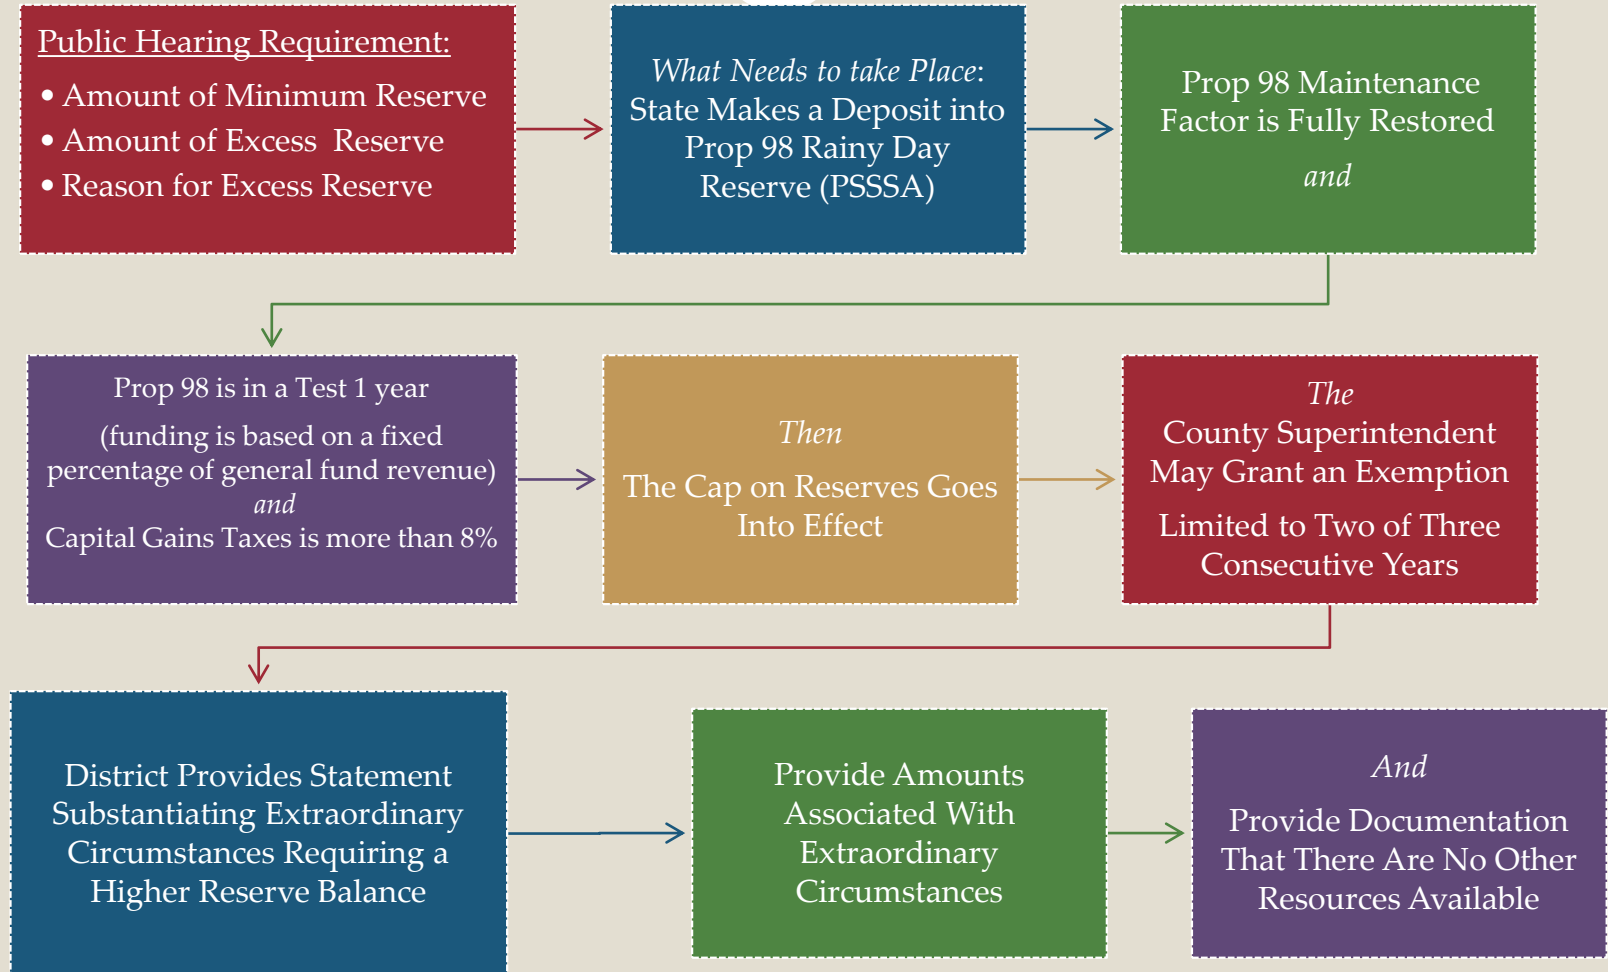 Public Hearing Requirement:
• Amount of Minimum Reserve
• Amount of Excess Reserve
• Reason for Excess Reserve
What Needs to take Place:
State Makes a Deposit into
Prop 98 Rainy Day
Reserve (PSSSA)
Prop 98 Maintenance
Factor is Fully Restored
and
Prop 98 is in a Test 1 year
(funding is based on a fixed
percentage of general fund revenue)
and
Capital Gains Taxes is more than 8%
Then
The Cap on Reserves Goes
Into Effect
The
County Superintendent
May Grant an Exemption
Limited to Two of Three
Consecutive Years
District Provides Statement
Substantiating Extraordinary
Circumstances Requiring a
Higher Reserve Balance
Provide Amounts
Associated With
Extraordinary
Circumstances
And
Provide Documentation
That There Are No Other
Resources Available